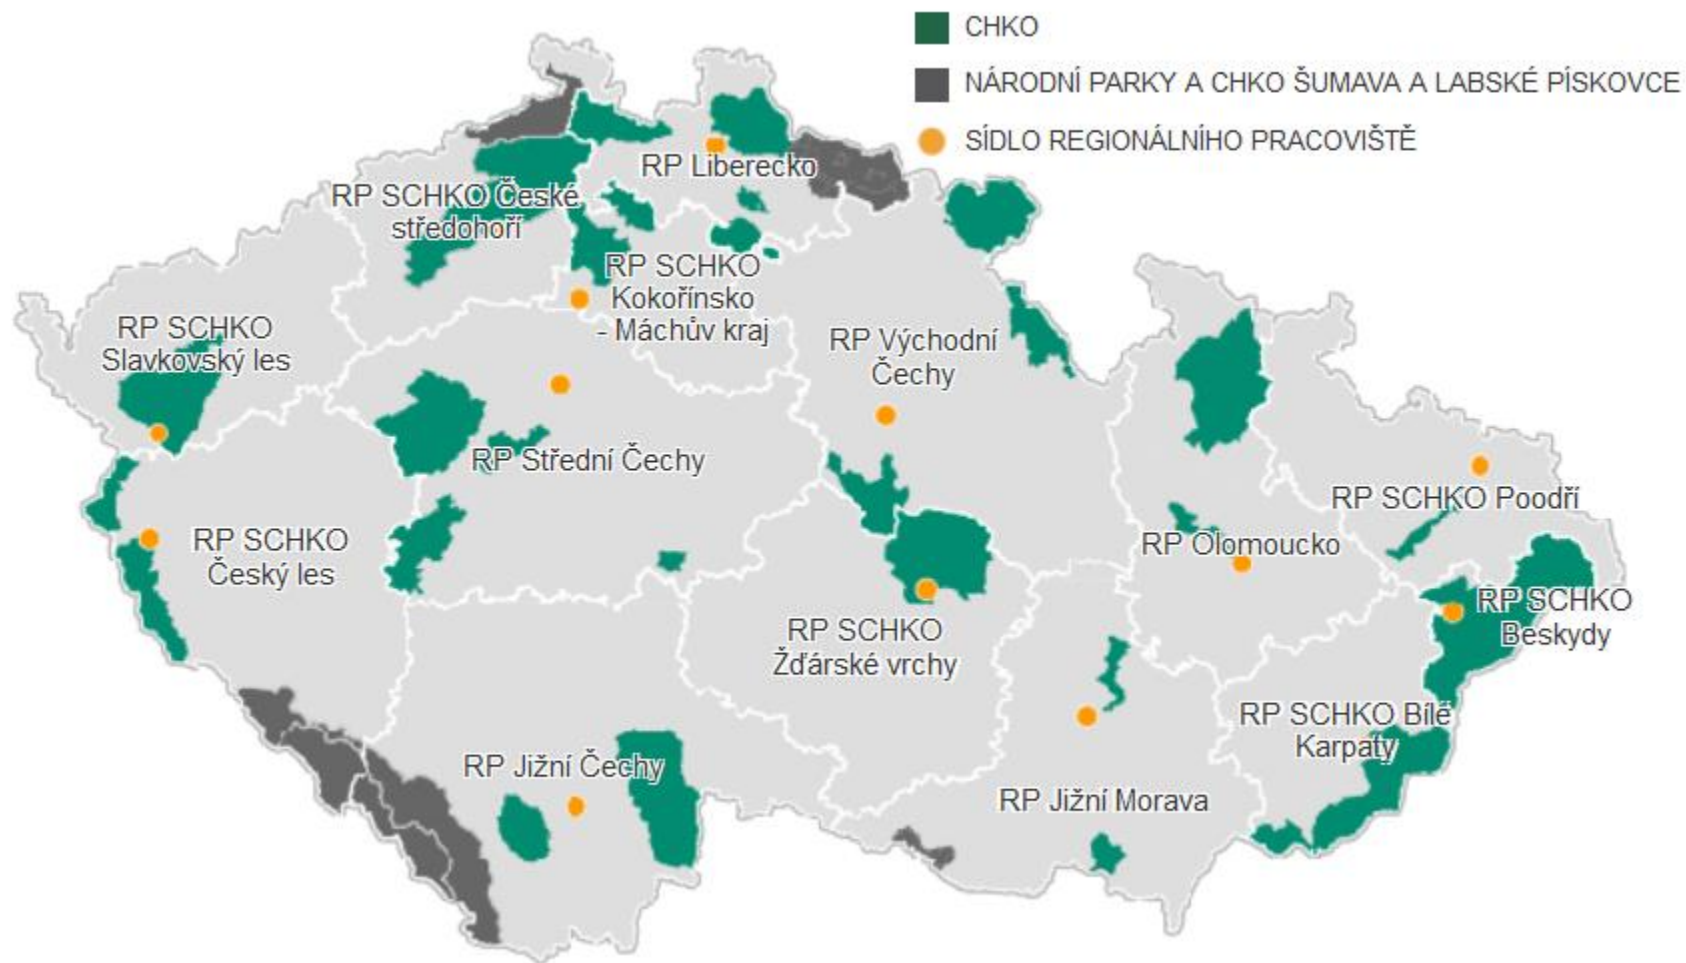 CHKO
NÁRODNÍ PARKY A CHKO ŠUMAVA A LABSKÉ PÍSKOVCE
SÍDLO REGIONÁLNÍHO PRACOVIŠTĚ
RP Liberecko
RP SCHKO České
středohoří
RP SCHKO
Kokořínsko
- Máchův kraj
RP SCHKO
Slavkovský les
RP Východní
Čechy
RP Střední Čechy
RP SCHKO Poodří
RP SCHKO
Český les
RP Olomoucko
RP SCHKO
Beskydy
RP SCHKO
Žďárské vrchy
RP SCHKO Bílé
Karpaty
RP Jižní Čechy
RP Jižní Morava